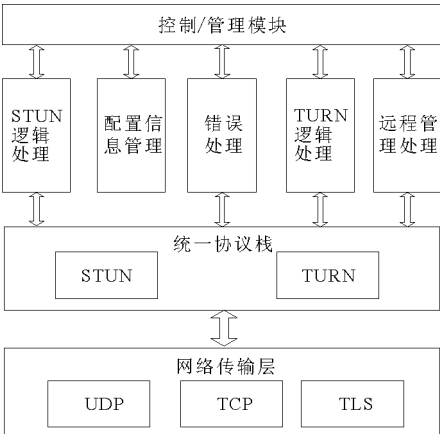 控制/管理模块
STUN
逻辑
处理
配置信
息管理
错误
处理
TURN
逻辑
处理
远程管
理处理
统一协议栈
STUN
TURN
网络传输层
UDP
TCP
TLS